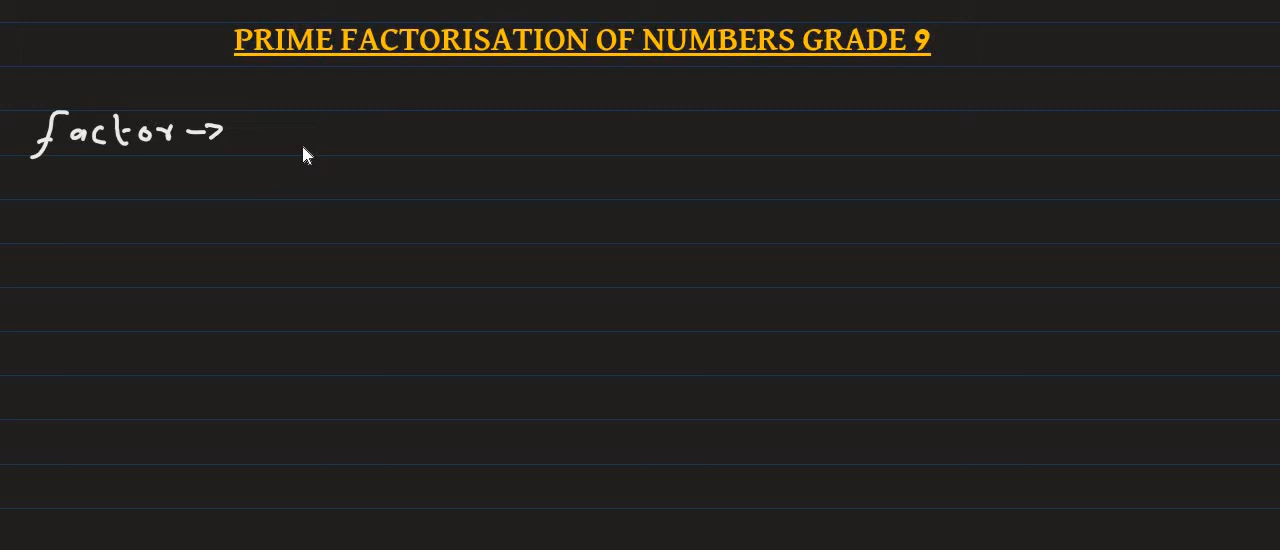 PRIME FACTORISATION OF NUMBERS GRADE 9
factor →